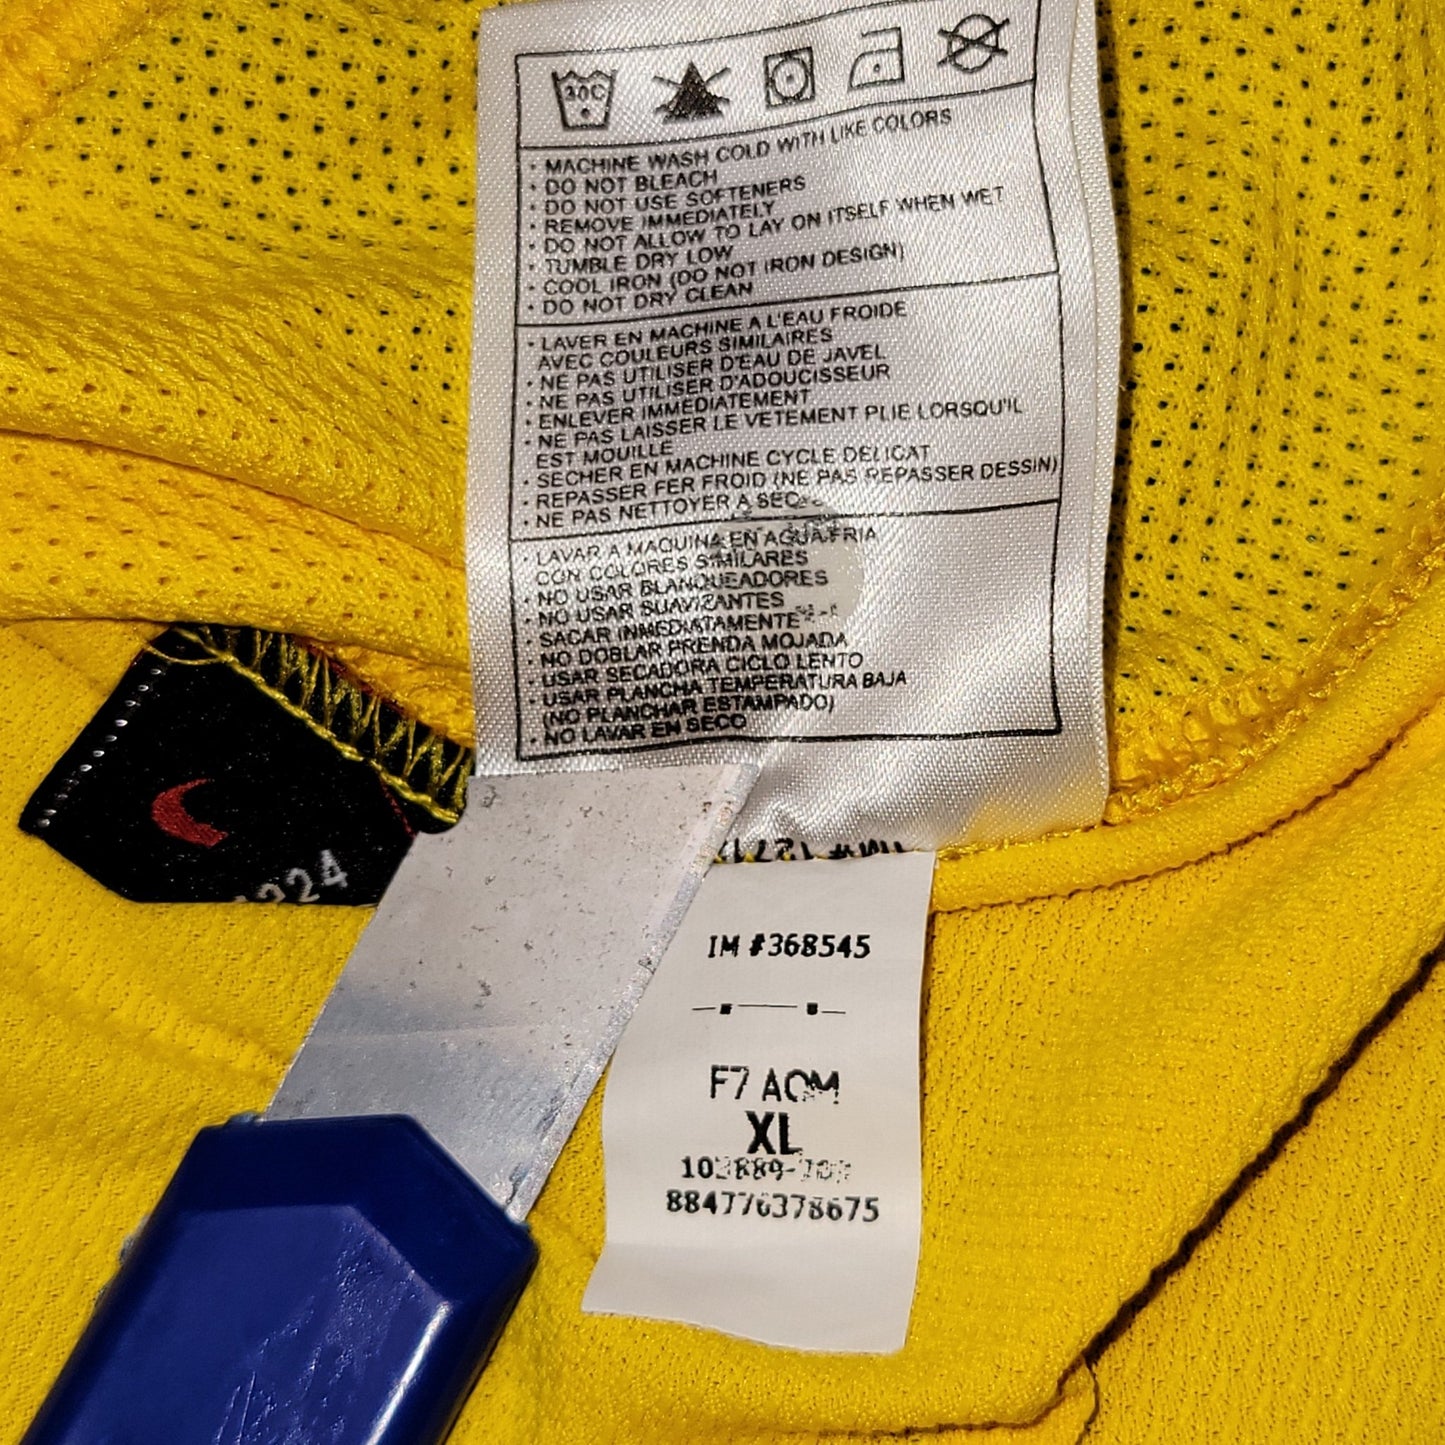 30C
• MACHINE WASH COLD WITH LIKE COLORS
• DO NOT BLEACH
• DO NOT USE SOFTENERS
• REMOVE IMMEDIATELY
• DO NOT ALLOW TO LAY ON ITSELF WHEN WET
• TUMBLE DRY LOW
• COOL IRON (DO NOT IRON DESIGN)
• DO NOT DRY CLEAN
• LAVER EN MACHINE A L'EAU FROIDE
AVEC COULEURS SIMILAIRES
• NE PAS UTILISER D'EAU DE JAVEL
• NE PAS UTILISER D'ADOUCISSEUR
• ENLEVER IMMEDIATEMENT
• NE PAS LAISSER LE VETEMENT PLIE LORSQU'IL
EST MOUILLE
• SECHER EN MACHINE CYCLE DELICAT
• REPASSER FER FROID (NE PAS REPASSER DESSIN)
• NE PAS NETTOYER A SEC
• LAVAR A MAQUINA EN AGUA FRIA
CON COLORES SIMILARES
• NO USAR BLANQUEADORES
• NO USAR SUAVIZANTES
• SACAR INMEDIATAMENTE
• NO DOBLAR PRENDA MOJADA
• USAR SECADORA CICLO LENTO
• USAR PLANCHA TEMPERATURA BAJA
(NO PLANCHAR ESTAMPADO)
• NO LAVAR EN SECO
IM #368545
F7 AQM
XL
884776378675